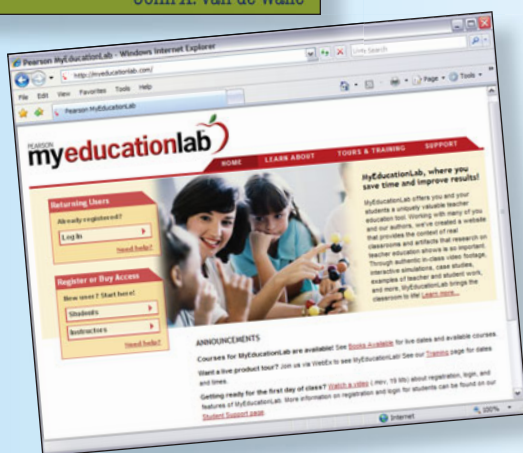 John A. Van de Walle
Pearson MyEducationLab - Windows Internet Explorer
http://myeducationlab.com/
Live Search
File Edit View Favorites Tools Help
Pearson MyEducationLab
Page Tools
PEARSON
myeducationlab
HOME LEARN ABOUT TOURS & TRAINING SUPPORT
Returning Users
Already registered?
Log In
Need help?
Register or Buy Access
New user? Start here!
Students
Instructors
Need help?
MyEducationLab, where you
save time and improve results!
MyEducationLab offers you and your
students a uniquely valuable teacher
education tool. Working with many of you
and our authors, we've created a website
that provides the context of real
classrooms and artifacts that research on
teacher education shows is so important.
Through authentic in-class video footage,
interactive simulations, case studies,
examples of teacher and student work,
and more, MyEducationLab brings the
classroom to life! Learn more...
ANNOUNCEMENTS
Courses for MyEducationLab are available! See Books Available for live dates and available courses.
Want a live product tour? Join us via WebEx to see MyEducationLab! See our Training page for dates
and times.
Getting ready for the first day of class? Watch a video (.mov, 19 Mb) about registration, login, and
features of MyEducationLab. More information on registration and login for students can be found on our
Student Support page.
Internet 100%